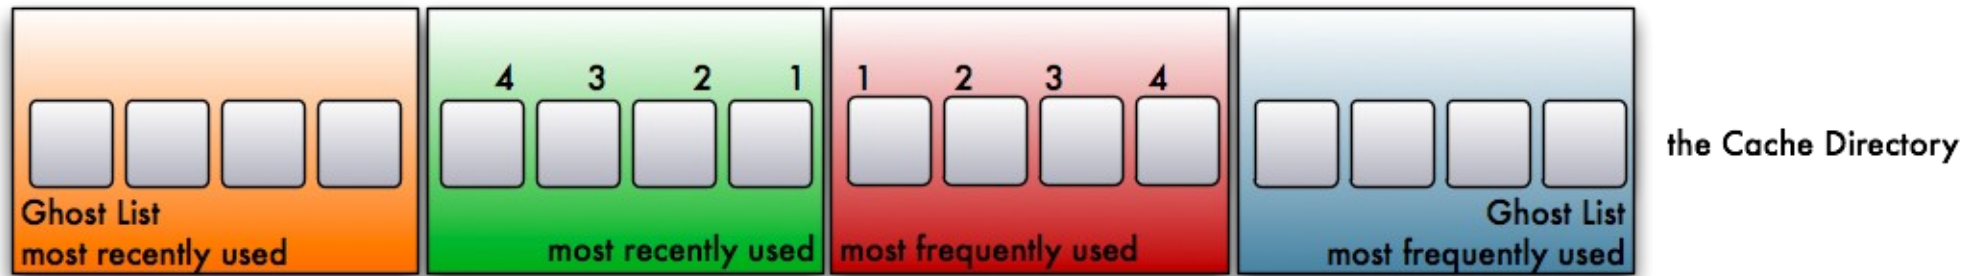 4 3 2 1
1 2 3 4
Ghost List
most recently used
most recently used
most frequently used
Ghost List
most frequently used
the Cache Directory